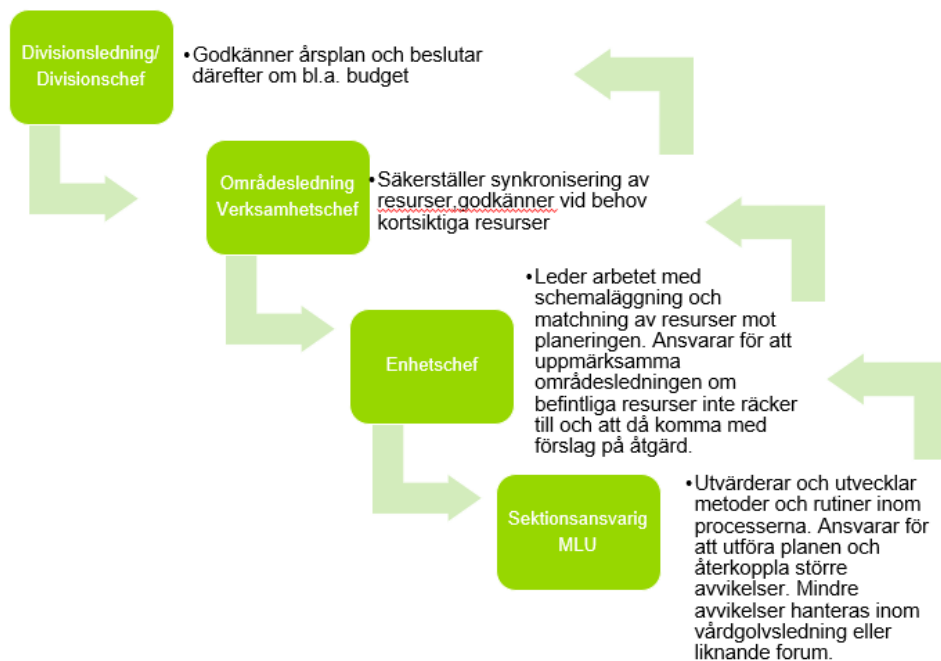 Divisionsledning/
Divisionschef
•Godkänner årsplan och beslutar
därefter om bl.a. budget
Områdesledning
Verksamhetschef
•Säkerställer synkronisering av
resurser,godkänner vid behov
kortsiktiga resurser
Enhetschef
•Leder arbetet med
schemaläggning och
matchning av resurser mot
planeringen. Ansvarar för att
uppmärksamma
områdesledningen om
befintliga resurser inte räcker
till och att då komma med
förslag på åtgärd.
Sektionsansvarig
MLU
•Utvärderar och utvecklar
metoder och rutiner inom
processerna. Ansvarar för
att utföra planen och
återkoppla större
avvikelser. Mindre
avvikelser hanteras inom
vårdgolvsledning eller
liknande forum.